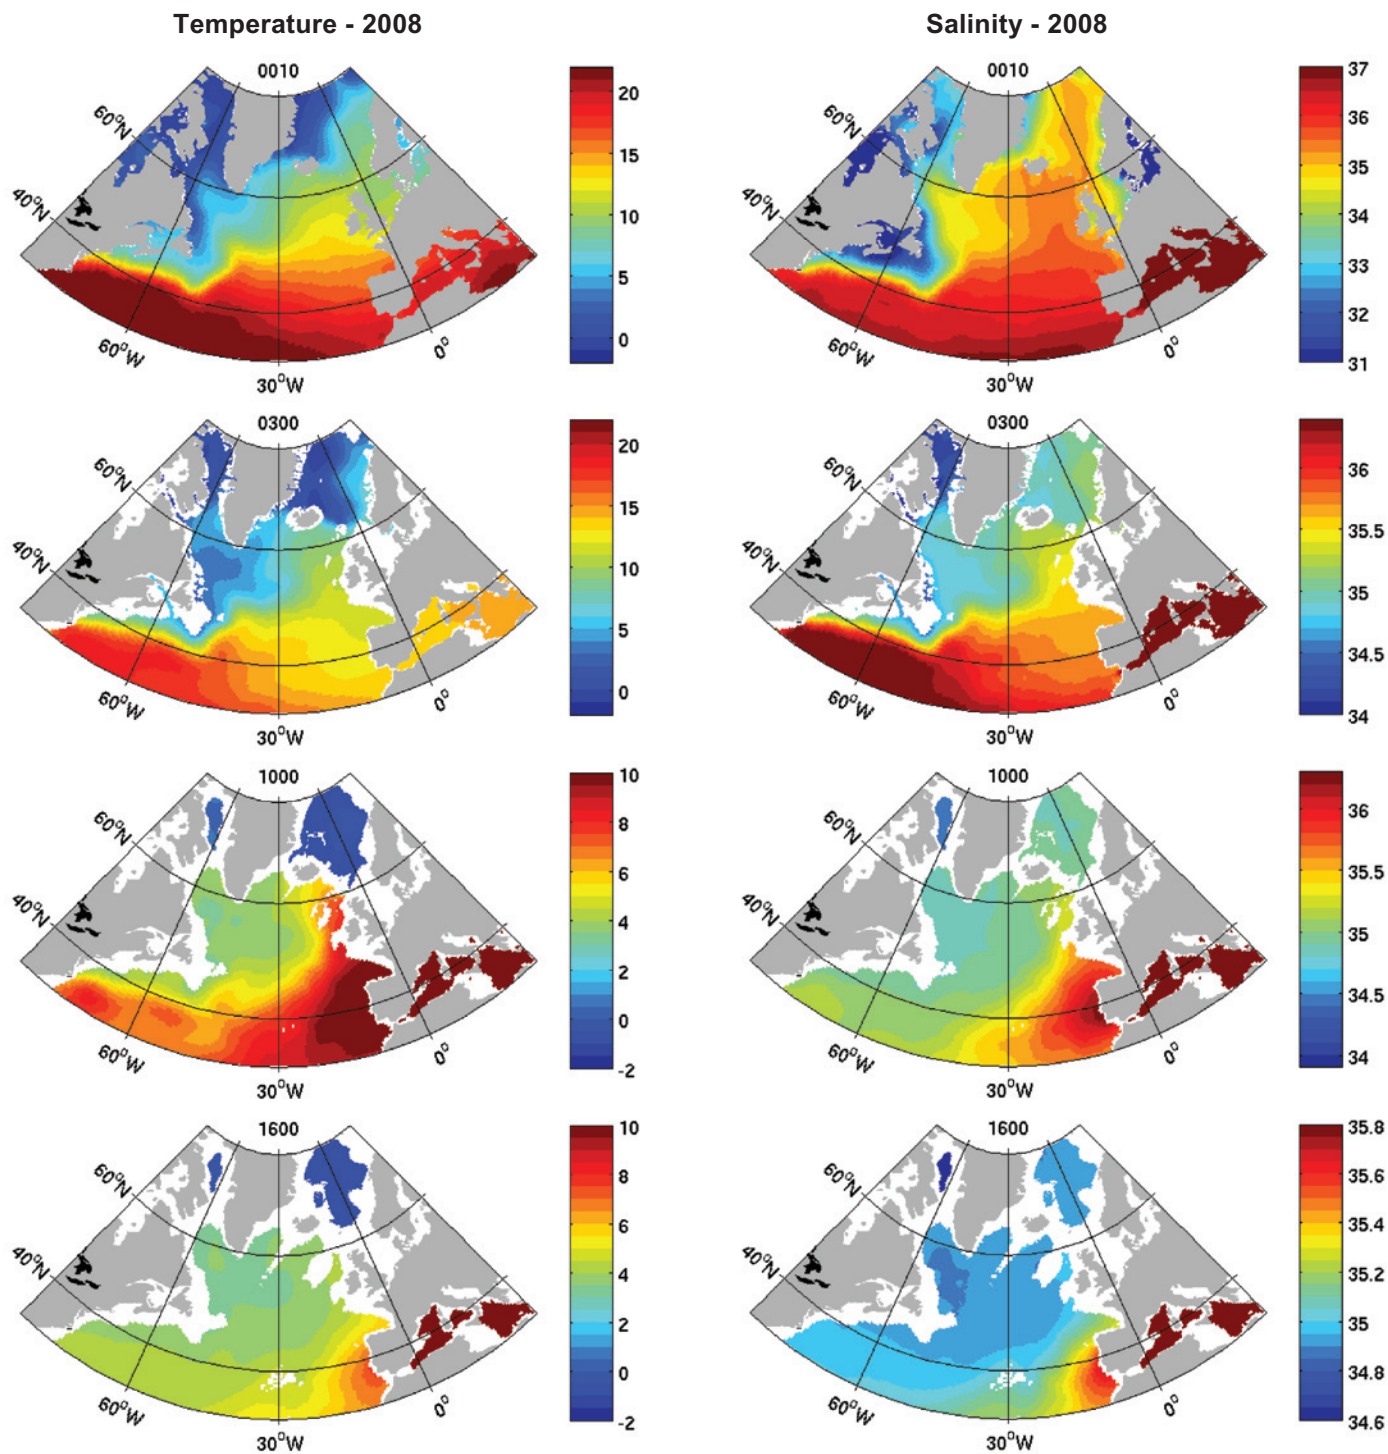 Temperature - 2008
Salinity - 2008
0010
60°N
40°N
60°W
30°W
0°
20
15
10
5
0
0010
60°N
40°N
60°W
30°W
0°
37
36
35
34
33
32
31
0300
60°N
40°N
60°W
30°W
0°
20
15
10
5
0
0300
60°N
40°N
60°W
30°W
0°
36
35.5
35
34.5
34
1000
60°N
40°N
60°W
30°W
0°
10
8
6
4
2
0
-2
1000
60°N
40°N
60°W
30°W
0°
36
35.5
35
34.5
34
1600
60°N
40°N
60°W
30°W
0°
10
8
6
4
2
0
-2
1600
60°N
40°N
60°W
30°W
0°
35.8
35.6
35.4
35.2
35
34.8
34.6